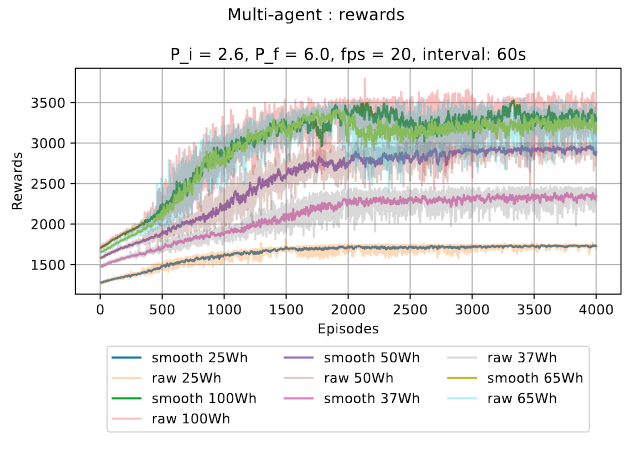 Multi-agent : rewards
P_i = 2.6, P_f = 6.0, fps = 20, interval: 60s
3500
3000
2500
2000
1500
Rewards
0 500 1000 1500 2000 2500 3000 3500 4000
Episodes
smooth 25Wh smooth 50Wh raw 37Wh
raw 25Wh raw 50Wh smooth 65Wh
smooth 100Wh smooth 37Wh raw 65Wh
raw 100Wh